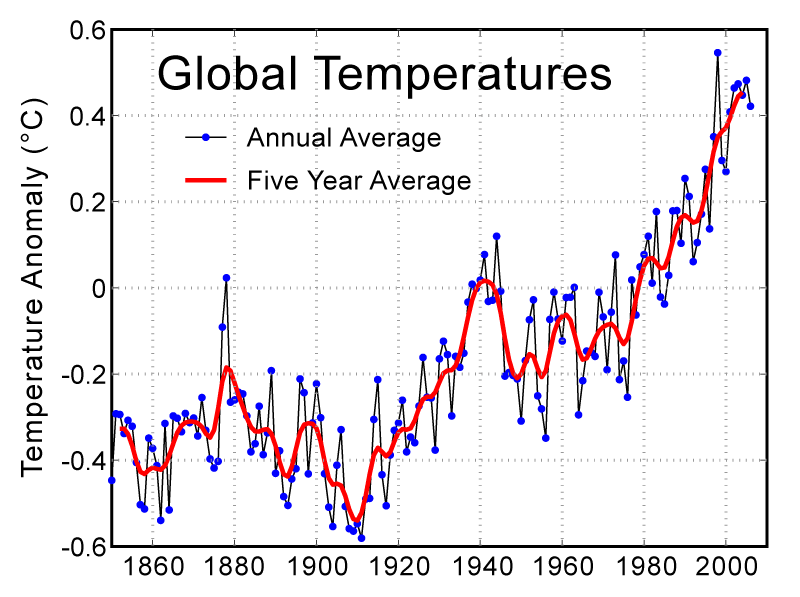 Global Temperatures
Annual Average
Five Year Average
Temperature Anomaly (°C)
0.6
0.4
0.2
0
-0.2
-0.4
-0.6
1860 1880 1900 1920 1940 1960 1980 2000